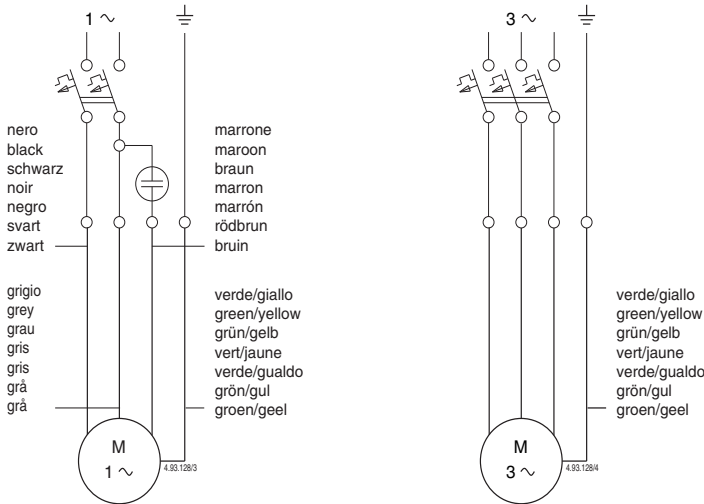 1 ~
nero
black
schwarz
noir
negro
svart
zwart
marrone
maroon
braun
marron
marrón
rödbrun
bruin
grigio
grey
grau
gris
gris
grå
grå
verde/giallo
green/yellow
grün/gelb
vert/jaune
verde/gualdo
grön/gul
groen/geel
M
1 ~
4.93.128/3
3 ~
verde/giallo
green/yellow
grün/gelb
vert/jaune
verde/gualdo
grön/gul
groen/geel
M
3 ~
4.93.128/4